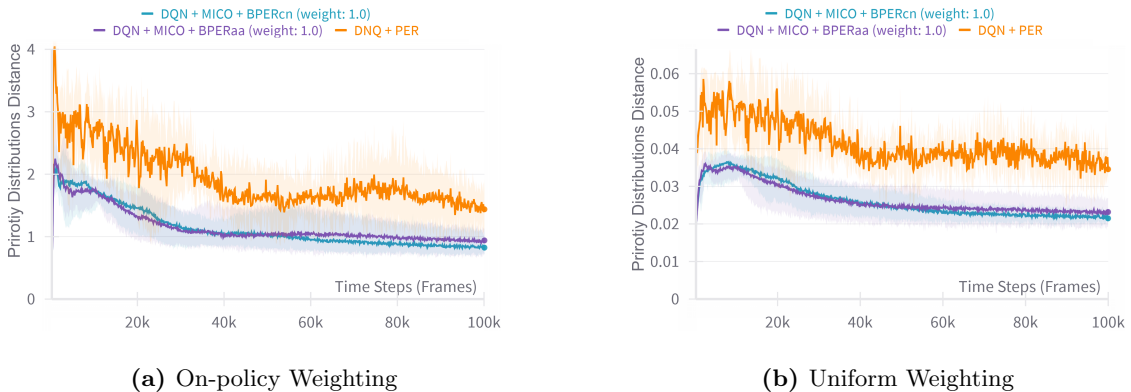 DQN + MICO + BPERcn (weight: 1.0)
DQN + MICO + BPERaa (weight: 1.0) DNQ + PER
Prirotiy Distributions Distance
4
3
2
1
0
Time Steps (Frames)
20k 40k 60k 80k 100k
(a) On-policy Weighting
DQN + MICO + BPERcn (weight: 1.0)
DQN + MICO + BPERaa (weight: 1.0) DQN + PER
Prirotiy Distributions Distance
0.06
0.05
0.04
0.03
0.02
0.01
0
Time Steps (Frames)
20k 40k 60k 80k 100k
(b) Uniform Weighting